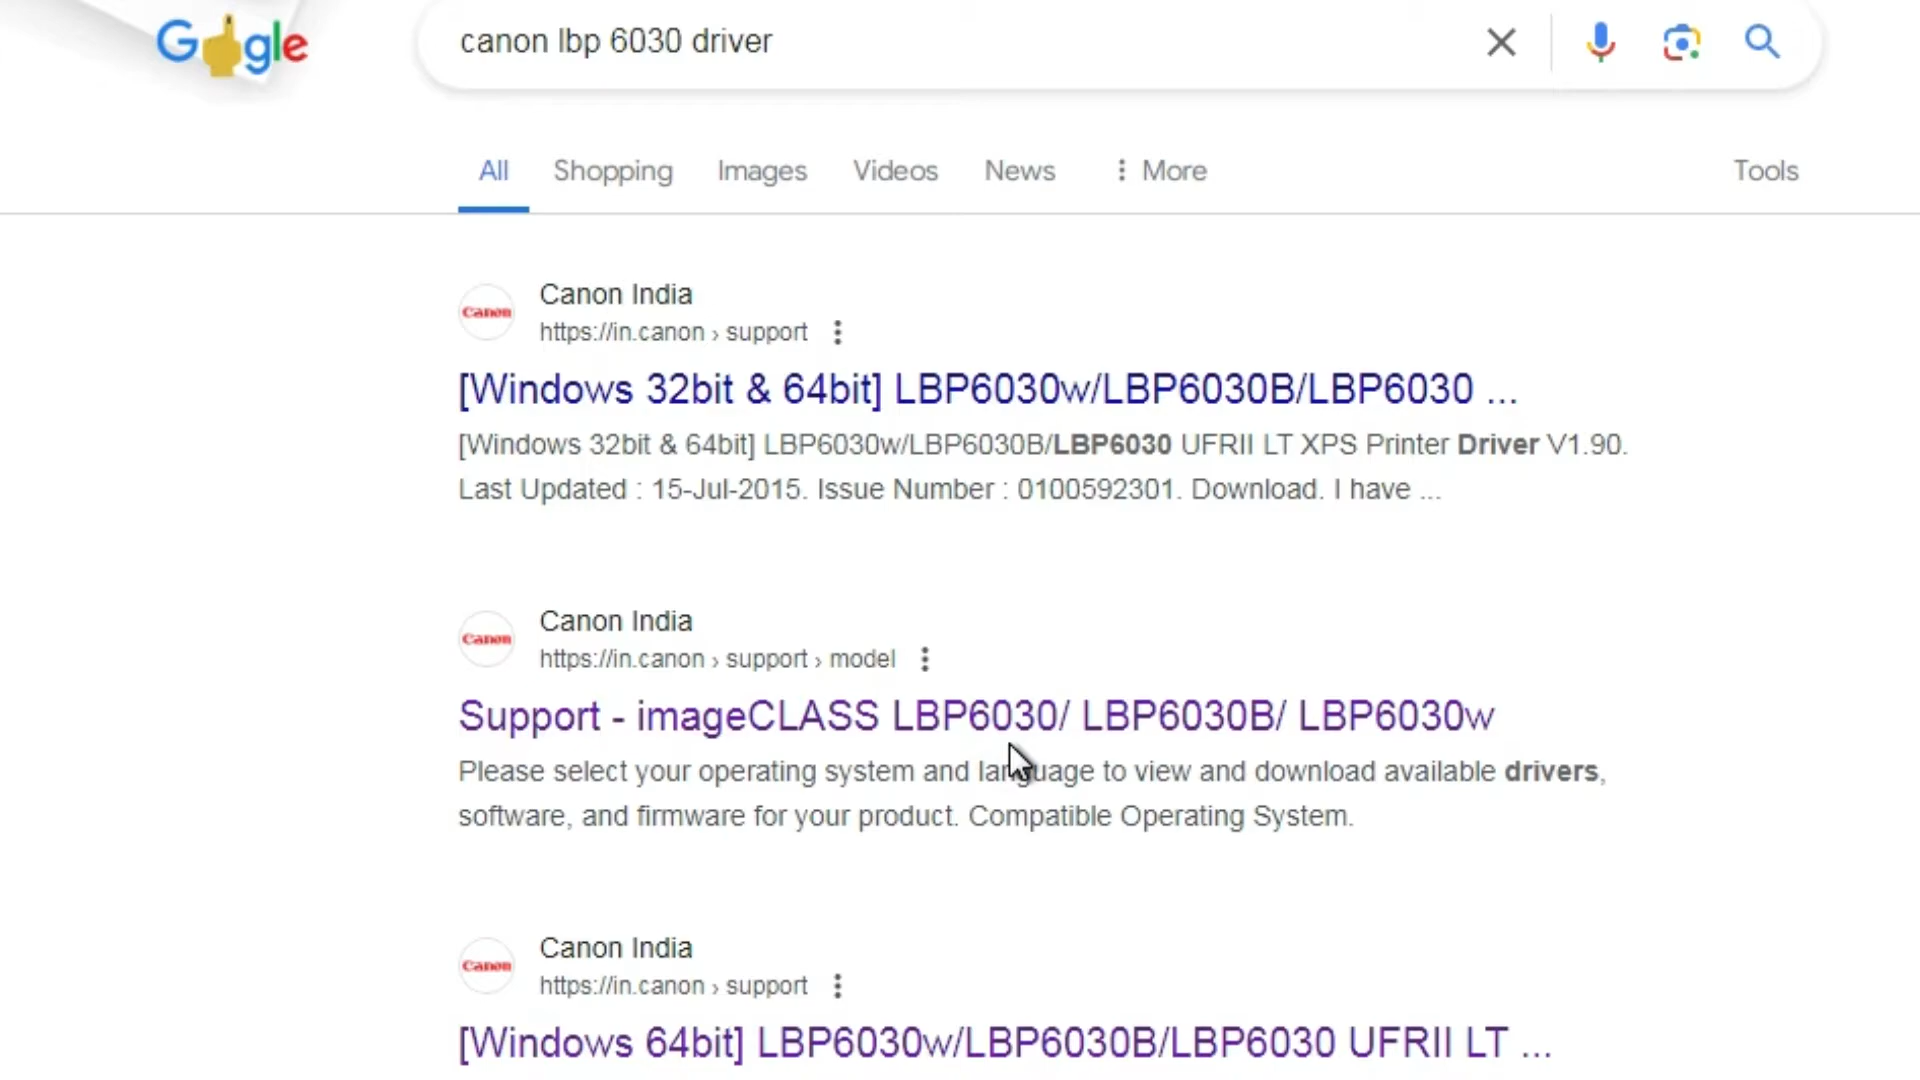 Google
canon lbp 6030 driver
All Shopping Images Videos News More Tools
Canon
Canon India
https://in.canon › support
[Windows 32bit & 64bit] LBP6030w/LBP6030B/LBP6030 ...
[Windows 32bit & 64bit] LBP6030w/LBP6030B/LBP6030 UFRII LT XPS Printer Driver V1.90.
Last Updated : 15-Jul-2015. Issue Number : 0100592301. Download. I have ...
Canon
Canon India
https://in.canon › support › model
Support - imageCLASS LBP6030/ LBP6030B/ LBP6030w
Please select your operating system and language to view and download available drivers,
software, and firmware for your product. Compatible Operating System.
Canon
Canon India
https://in.canon › support
[Windows 64bit] LBP6030w/LBP6030B/LBP6030 UFRII LT ...